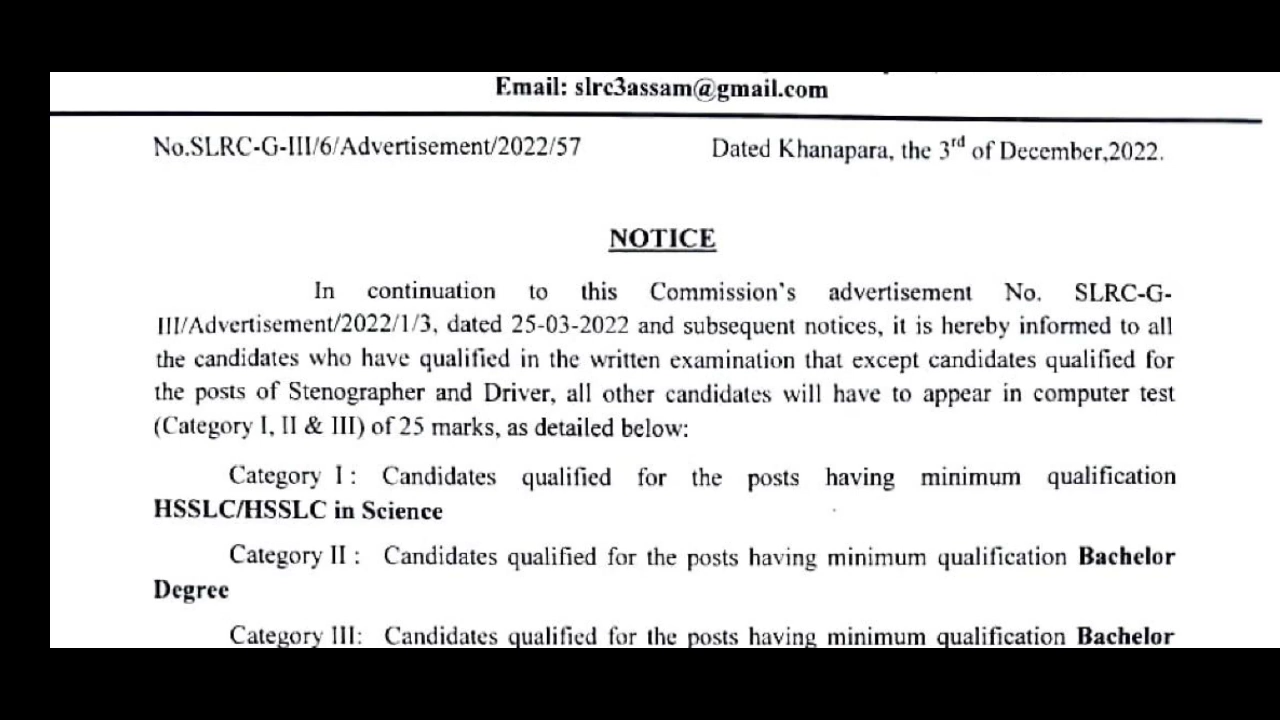 Email: slrc3assam@gmail.com
No.SLRC-G-III/6/Advertisement/2022/57 Dated Khanapara, the 3rd of December,2022.
NOTICE
In continuation to this Commission's advertisement No. SLRC-G-
III/Advertisement/2022/1/3, dated 25-03-2022 and subsequent notices, it is hereby informed to all
the candidates who have qualified in the written examination that except candidates qualified for
the posts of Stenographer and Driver, all other candidates will have to appear in computer test
(Category I, II & III) of 25 marks, as detailed below:
Category I : Candidates qualified for the posts having minimum qualification
HSSLC/HSSLC in Science
Category II : Candidates qualified for the posts having minimum qualification Bachelor
Degree
Category III: Candidates qualified for the posts having minimum qualification Bachelor